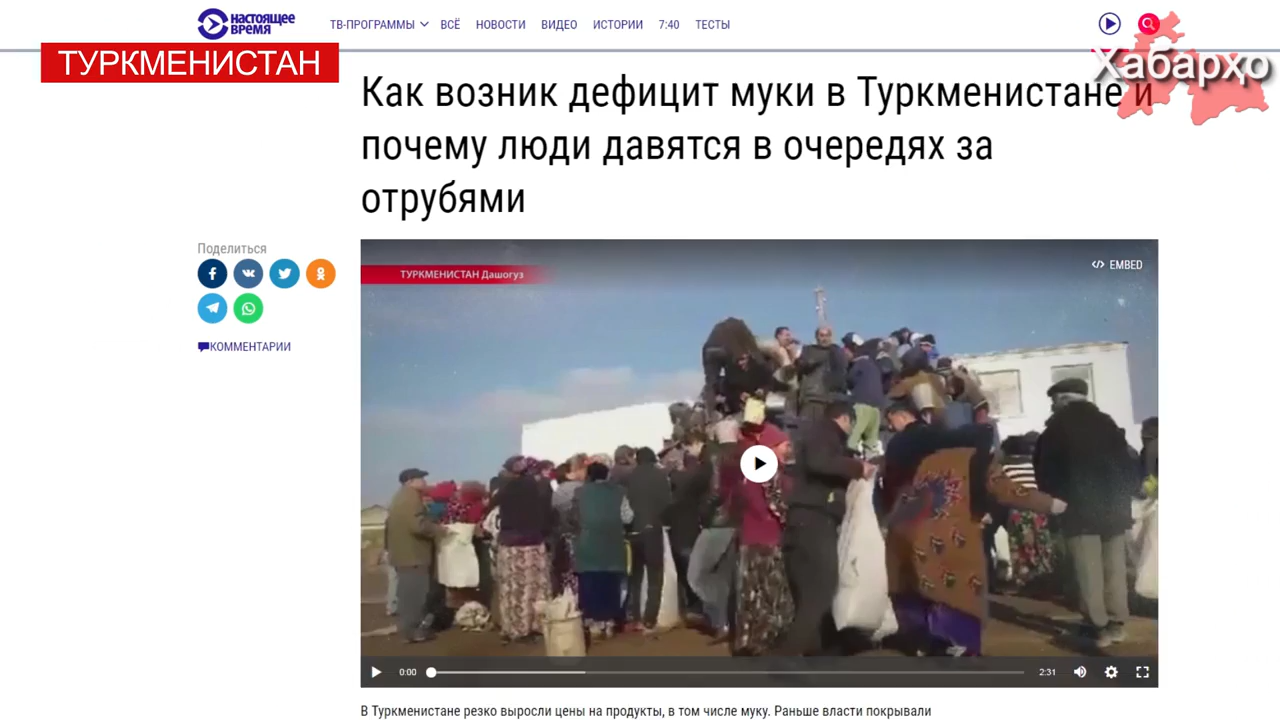 НАСТОЯЩЕЕ
ВРЕМЯ
ТВ-ПРОГРАММЫ ВСЁ НОВОСТИ ВИДЕО ИСТОРИИ 7:40 ТЕСТЫ
ТУРКМЕНИСТАН
Хабарҳо
Как возник дефицит муки в Туркменистане и
почему люди давятся в очередях за
отрубями
Поделиться
КОММЕНТАРИИ
ТУРКМЕНИСТАН Дашогуз
</> EMBED
0:00
2:31
В Туркменистане резко выросли цены на продукты, в том числе муку. Раньше власти покрывали